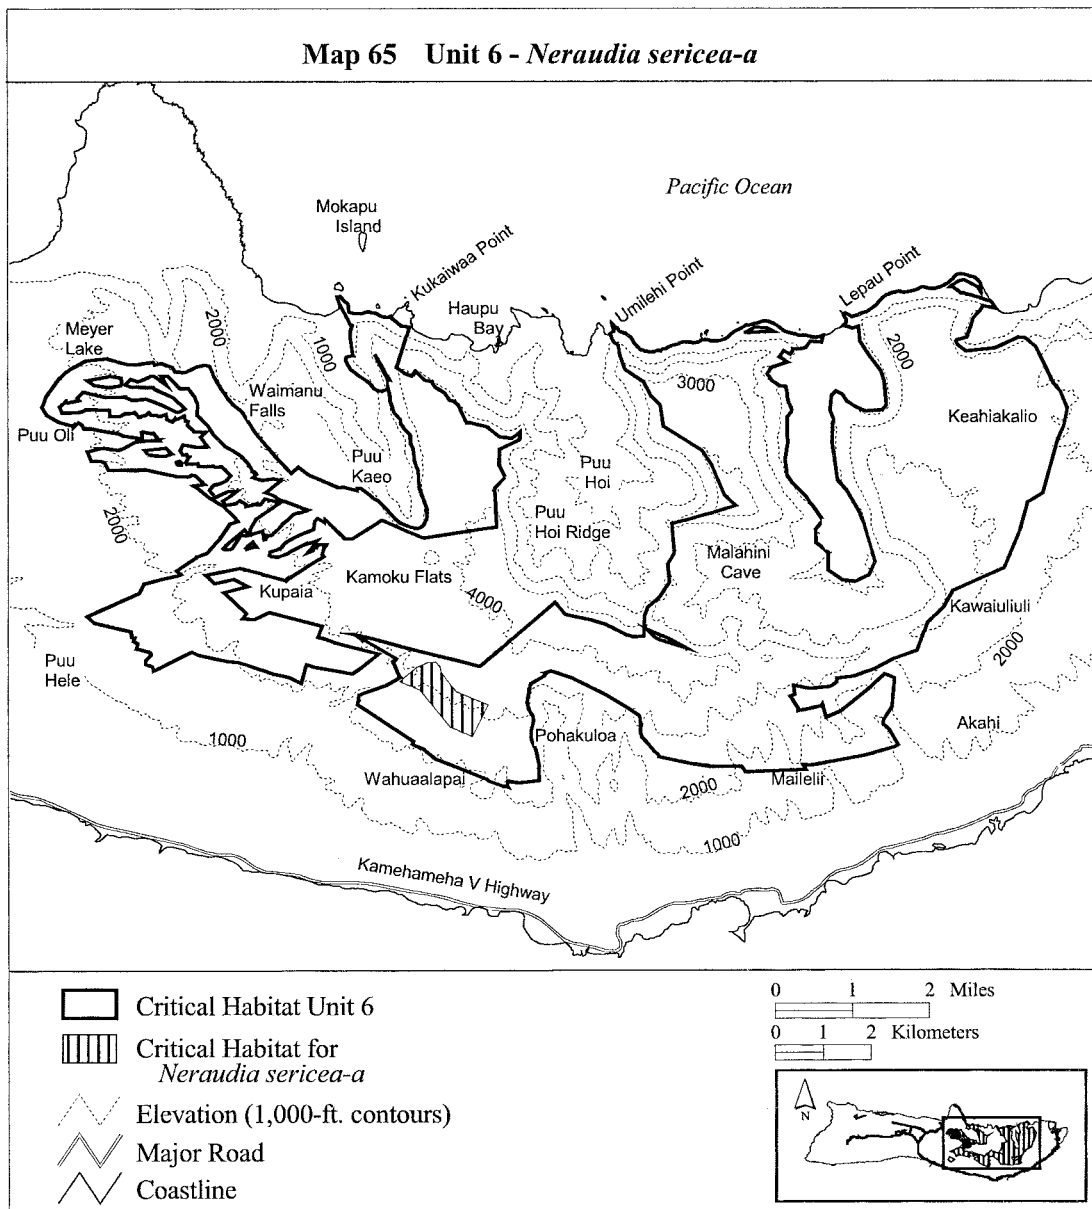 Map 65 Unit 6 - Neraudia sericea-a
Pacific Ocean
Mokapu
Island
Kukaiwaa Point
Haupu
Bay
Umilehi Point
Lepau Point
Meyer
Lake
2000
1000
3000
2000
Waimanu
Falls
Keahiakalio
Puu Oli
Puu
Kaeo
Puu
Hoi
2000
Puu
Hoi Ridge
Malahini
Cave
Kamoku Flats
Kupaia
4000
Kawaiuliuli
2000
Puu
Hele
Akahi
1000
Pohakuloa
Wahuaalapai
Mailelii
2000
1000
Kamehameha V Highway
Critical Habitat Unit 6
Critical Habitat for
Neraudia sericea-a
Elevation (1,000-ft. contours)
Major Road
Coastline
0 1 2 Miles
0 1 2 Kilometers
N